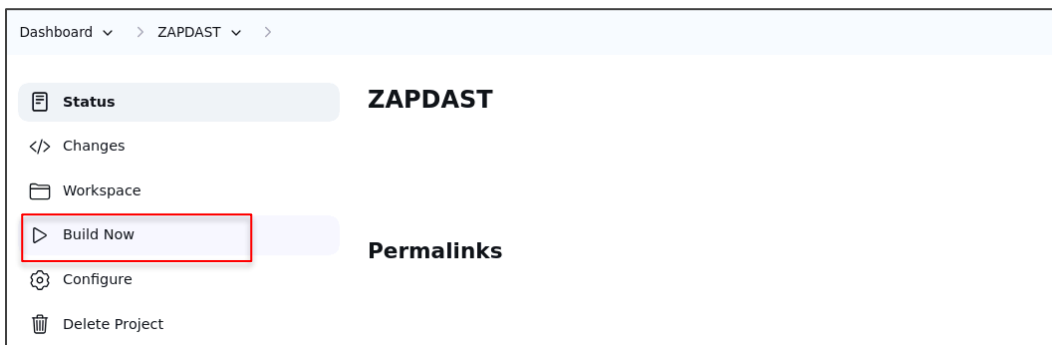 Dashboard > ZAPDAST >
Status
ZAPDAST
</> Changes
Workspace
Build Now
Permalinks
Configure
Delete Project